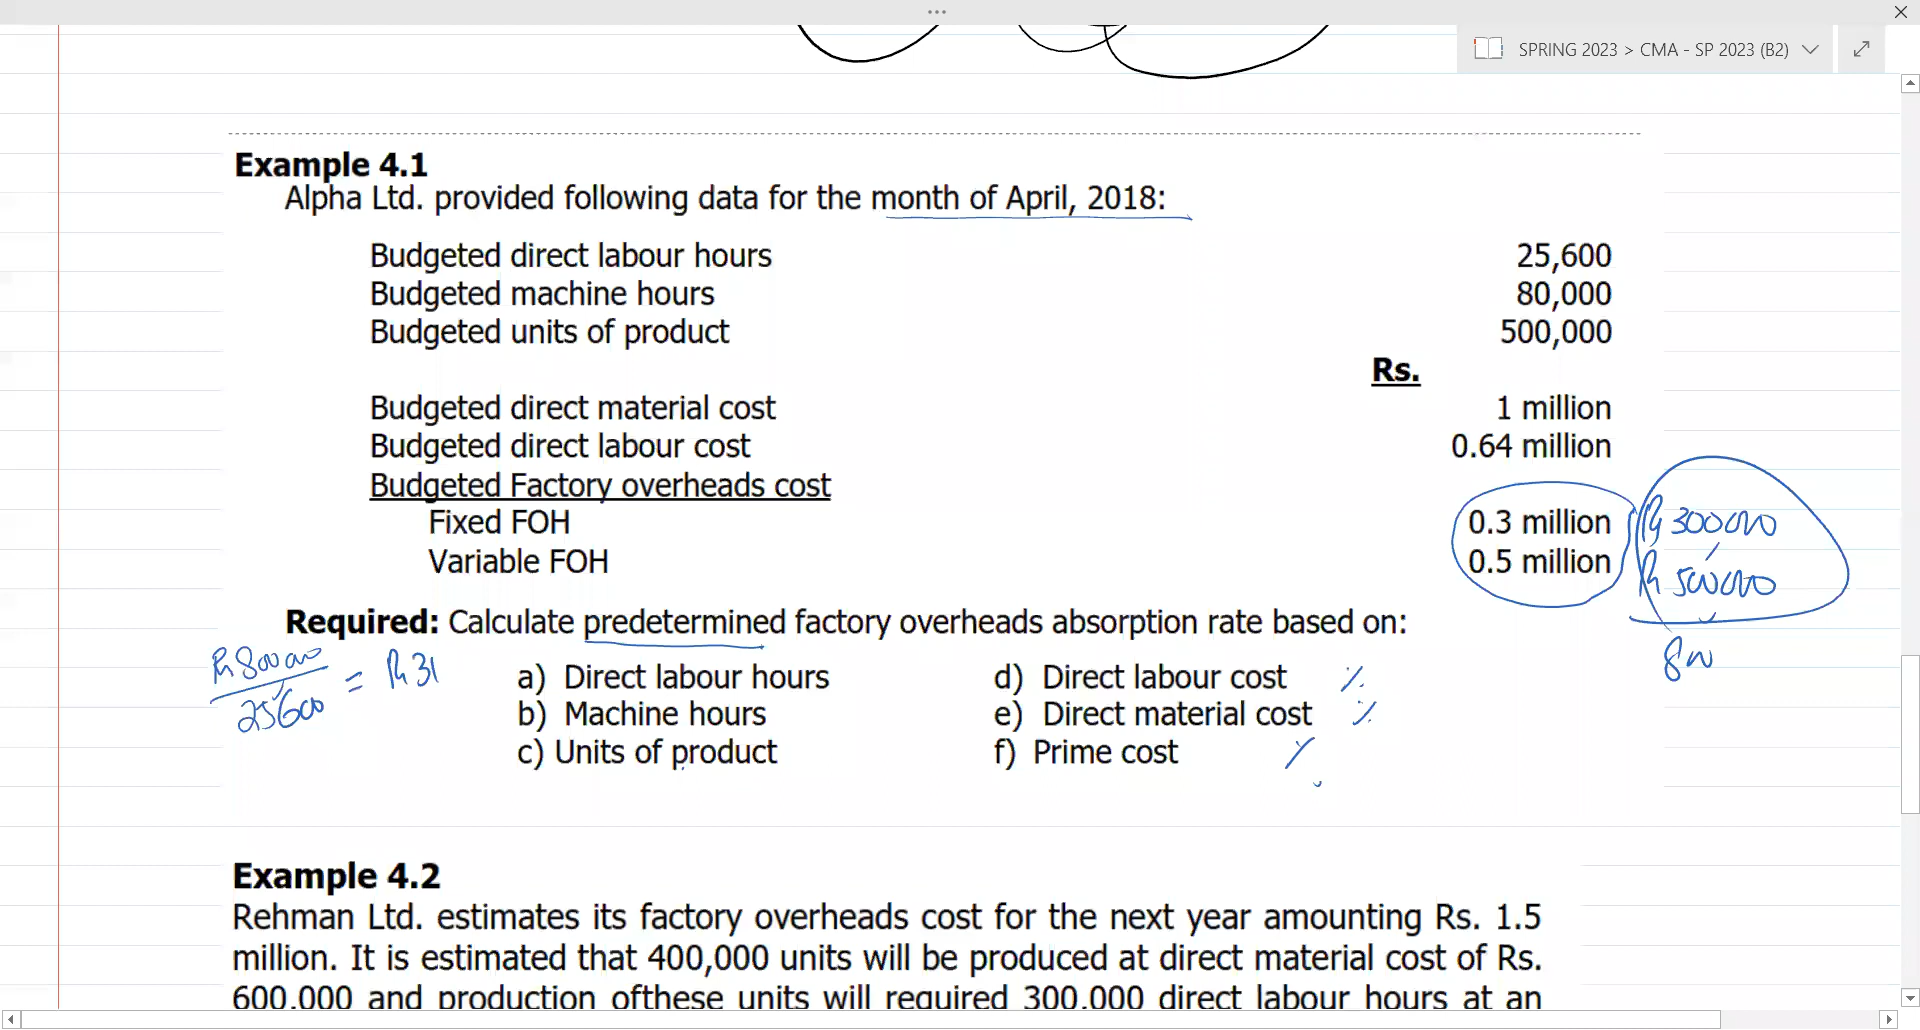 SPRING 2023 > CMA - SP 2023 (B2)
Example 4.1
Alpha Ltd. provided following data for the month of April, 2018:
Budgeted direct labour hours 25,600
Budgeted machine hours 80,000
Budgeted units of product 500,000
Rs.
Budgeted direct material cost 1 million
Budgeted direct labour cost 0.64 million
Budgeted Factory overheads cost
Fixed FOH 0.3 million Rs 300000
Variable FOH 0.5 million Rs 500000
Required: Calculate predetermined factory overheads absorption rate based on:
800
Rs 800000
25600
= Rs 31
a) Direct labour hours d) Direct labour cost %
b) Machine hours e) Direct material cost %
c) Units of product f) Prime cost %
Example 4.2
Rehman Ltd. estimates its factory overheads cost for the next year amounting Rs. 1.5
million. It is estimated that 400,000 units will be produced at direct material cost of Rs.
600,000 and production ofthese units will required 300,000 direct labour hours at an